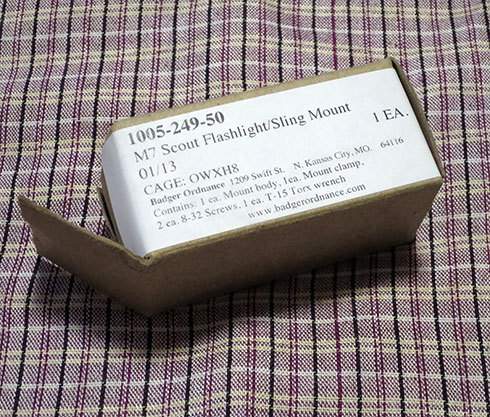 1005-249-50
M7 Scout Flashlight/Sling Mount
01/13 1 EA.
CAGE: OWXH8
Badger Ordnance 1209 Swift St. N. Kansas City, MO. 64116
Contains: 1 ea. Mount body, 1ea. Mount clamp,
2 ea. 8-32 Screws, 1 ea. T-15 Torx wrench
www.badgerordnance.com